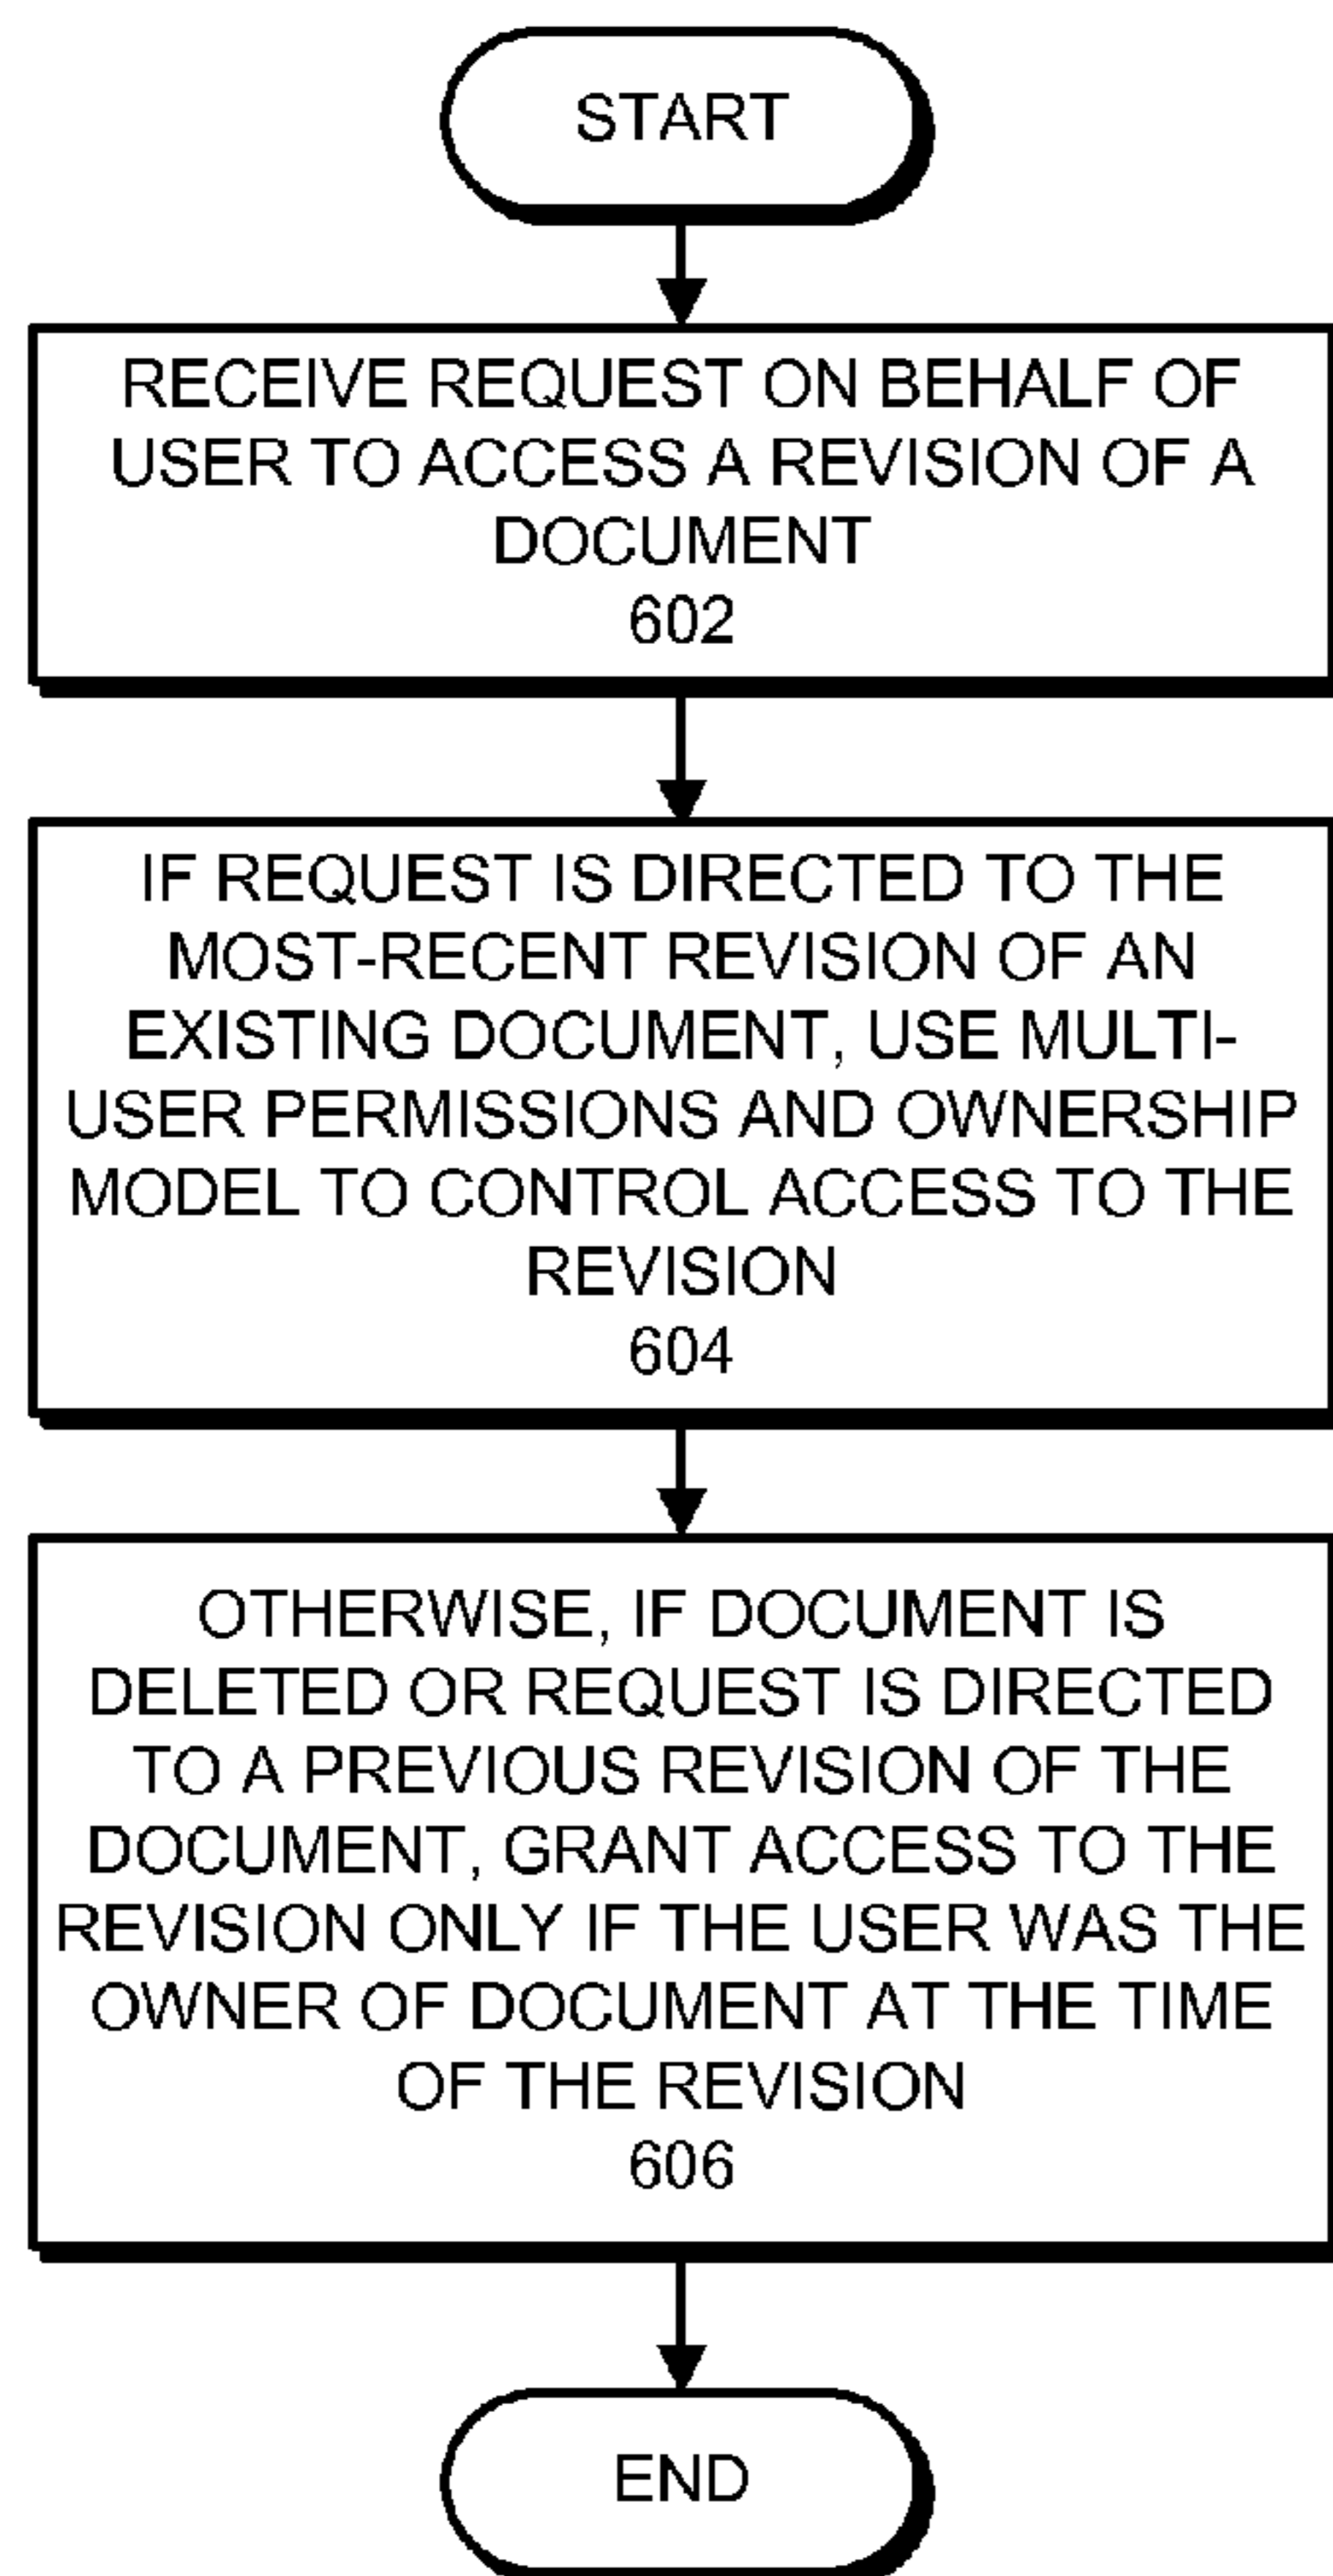 START
RECEIVE REQUEST ON BEHALF OF
USER TO ACCESS A REVISION OF A
DOCUMENT
602
IF REQUEST IS DIRECTED TO THE
MOST-RECENT REVISION OF AN
EXISTING DOCUMENT, USE MULTI-
USER PERMISSIONS AND OWNERSHIP
MODEL TO CONTROL ACCESS TO THE
REVISION
604
OTHERWISE, IF DOCUMENT IS
DELETED OR REQUEST IS DIRECTED
TO A PREVIOUS REVISION OF THE
DOCUMENT, GRANT ACCESS TO THE
REVISION ONLY IF THE USER WAS THE
OWNER OF DOCUMENT AT THE TIME
OF THE REVISION
606
END